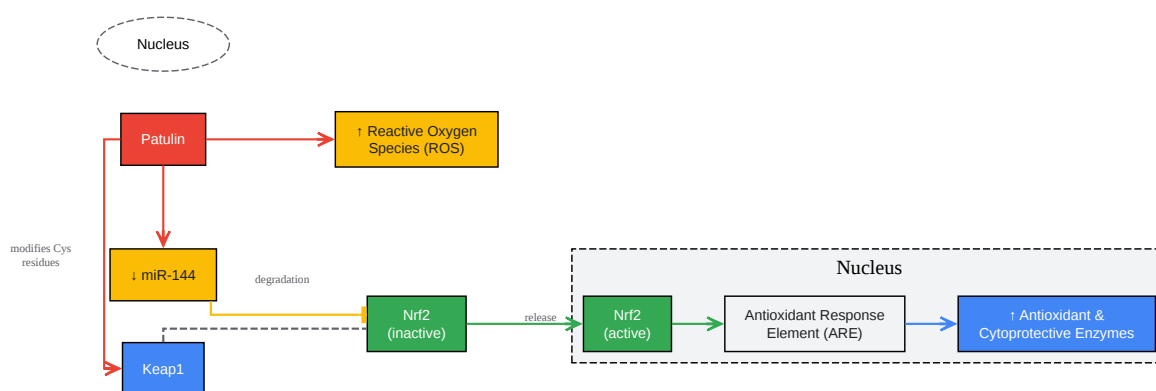 Nucleus
Patulin
↑ Reactive Oxygen
Species (ROS)
modifies Cys
residues
↓ miR-144
degradation
Nucleus
Nrf2
(inactive)
release
Nrf2
(active)
Antioxidant Response
Element (ARE)
↑ Antioxidant &
Cytoprotective Enzymes
Keap1